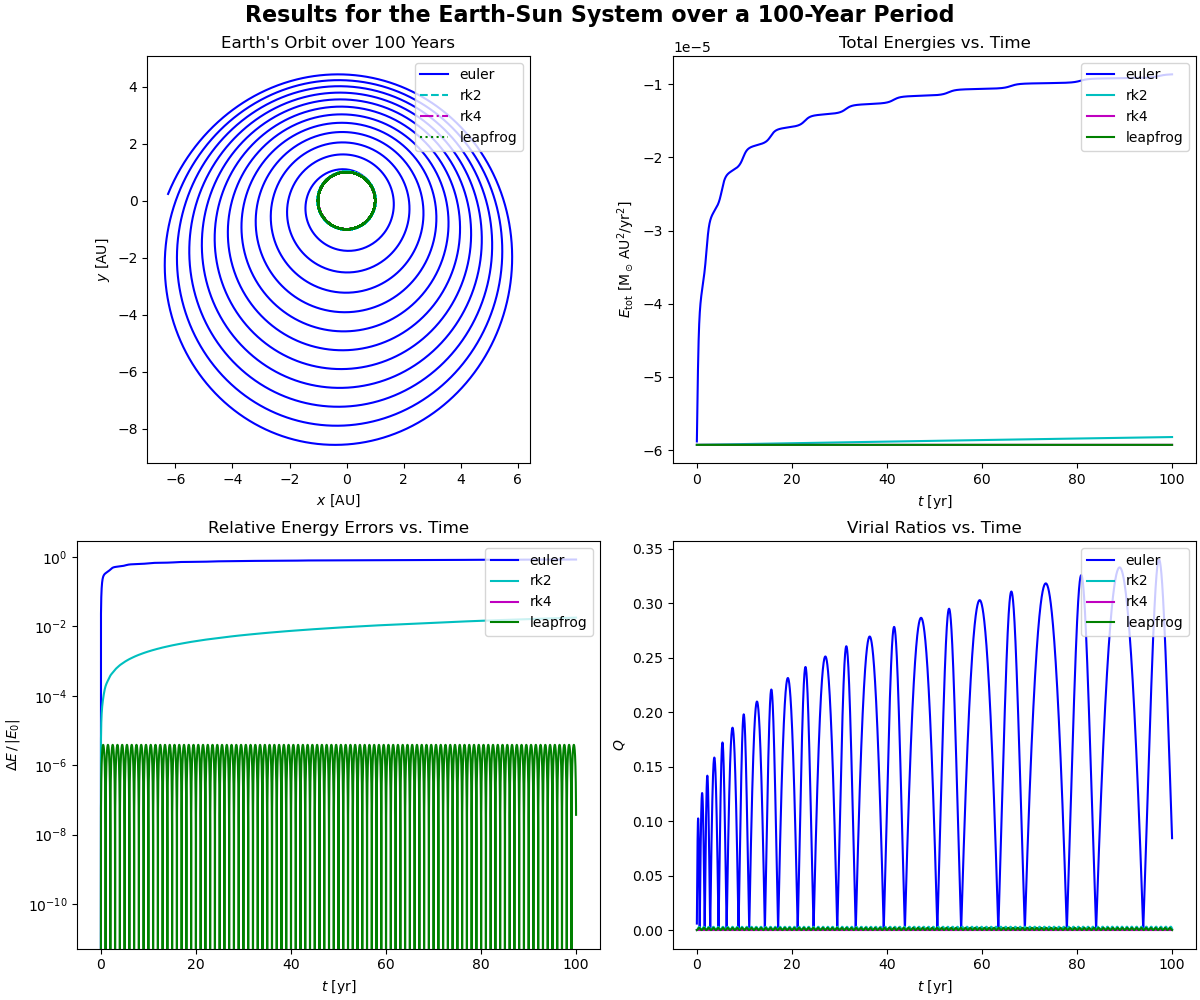 Results for the Earth-Sun System over a 100-Year Period
Earth's Orbit over 100 Years
euler
rk2
rk4
leapfrog
4
2
0
−2
−4
−6
−8
y [AU]
−6 −4 −2 0 2 4 6
x [AU]
Total Energies vs. Time
1e−5
euler
rk2
rk4
leapfrog
−1
−2
−3
−4
−5
−6
E_tot [M_⊙ AU²/yr²]
0 20 40 60 80 100
t [yr]
Relative Energy Errors vs. Time
euler
rk2
rk4
leapfrog
10⁰
10⁻²
10⁻⁴
10⁻⁶
10⁻⁸
10⁻¹⁰
ΔE / |E₀|
0 20 40 60 80 100
t [yr]
Virial Ratios vs. Time
euler
rk2
rk4
leapfrog
0.35
0.30
0.25
0.20
0.15
0.10
0.05
0.00
Q
0 20 40 60 80 100
t [yr]